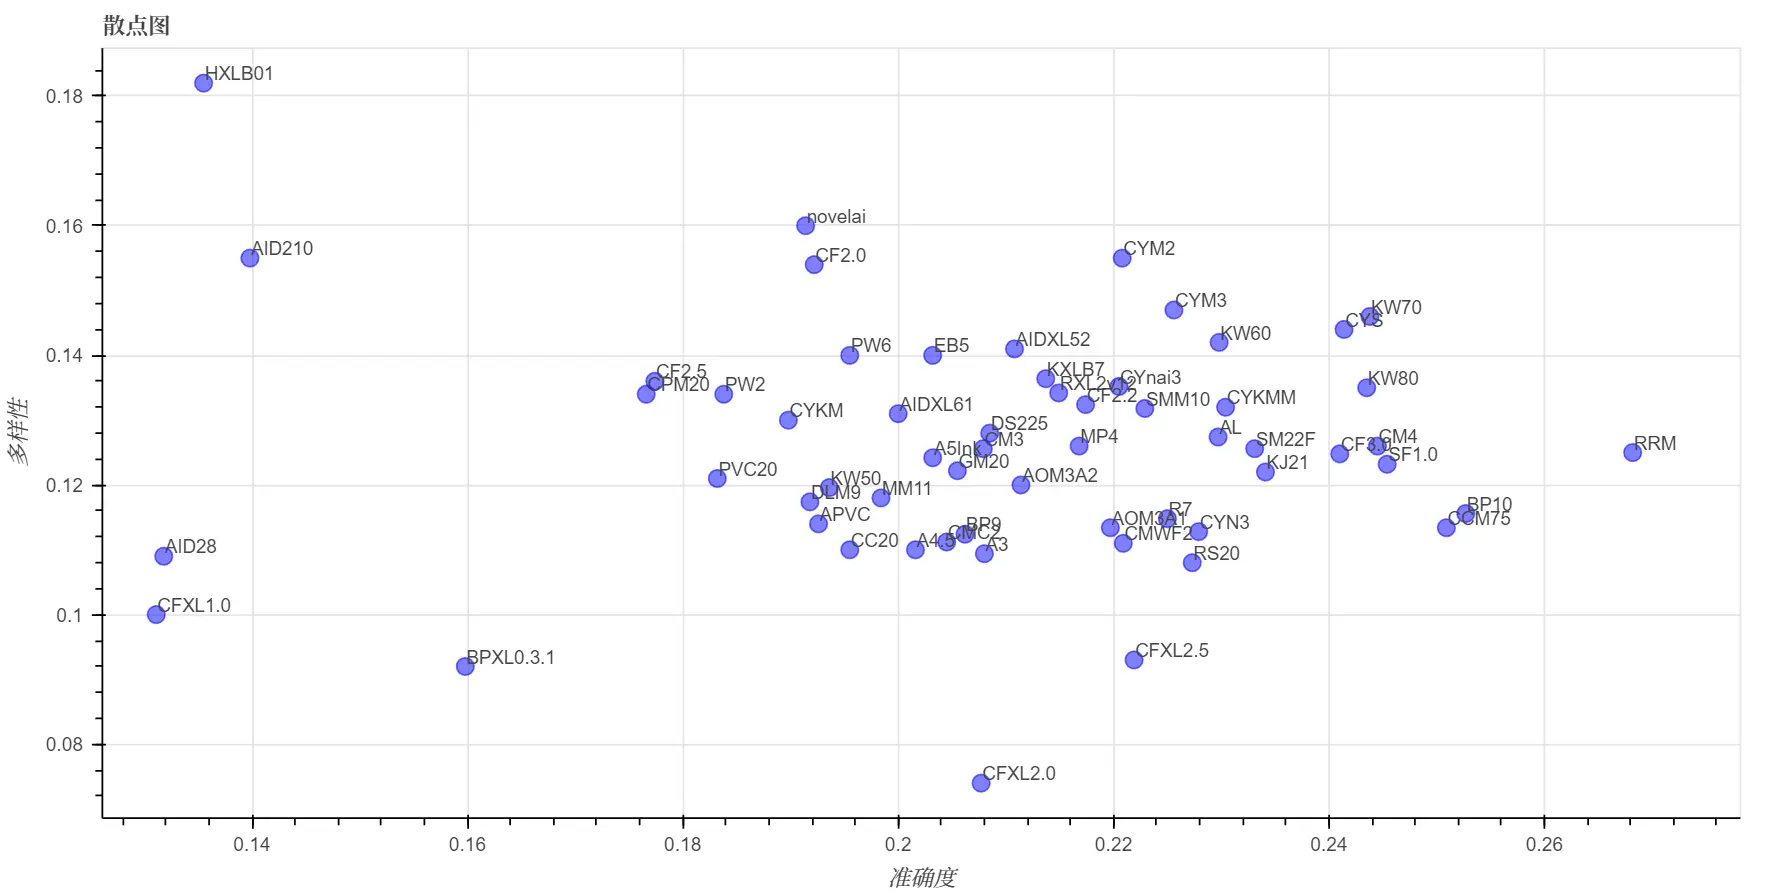 散点图
HXLB01
0.18
novelai
0.16
AID210
CF2.0
CYM2
CYM3
KW70
CYS
KW60
AIDXL52
PW6
EB5
0.14
CF2.5
CPM20
PW2
KXLB7
CYnai3
CF2.2
SMM10
KW80
CYKMM
CYKM
AIDXL61
DS225
CM3
MP4
AL
SM22F
CM4
SF1.0
RRM
A5Ink
GM20
KJ21
PVC20
AOM3A2
KW50
DLM9
MM11
0.12
APVC
BP9
CMC2
AOM3A1
R7
CYN3
BP10
CCM75
CC20
A4.5
A3
CMWF2
RS20
AID28
CFXL1.0
0.1
BPXL0.3.1
CFXL2.5
0.08
CFXL2.0
多样性
0.14
0.16
0.18
0.2
0.22
0.24
0.26
准确度